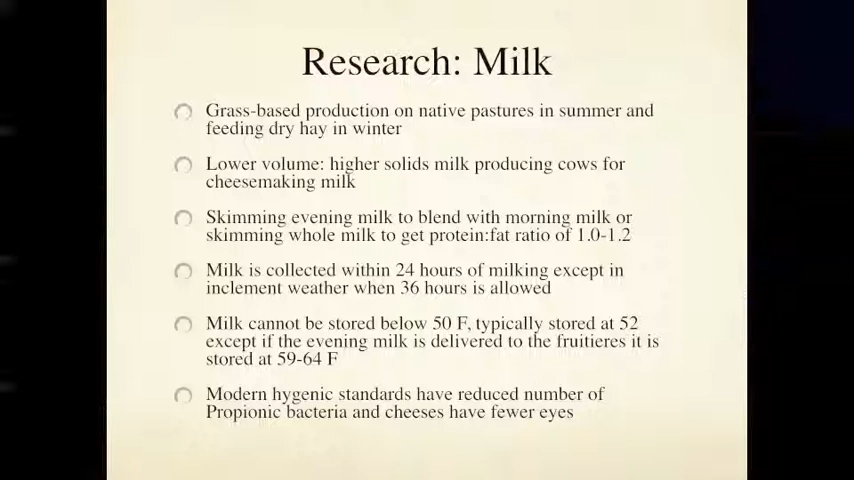 Research: Milk
Grass-based production on native pastures in summer and
feeding dry hay in winter
Lower volume: higher solids milk producing cows for
cheesemaking milk
Skimming evening milk to blend with morning milk or
skimming whole milk to get protein:fat ratio of 1.0-1.2
Milk is collected within 24 hours of milking except in
inclement weather when 36 hours is allowed
Milk cannot be stored below 50 F, typically stored at 52
except if the evening milk is delivered to the fruitieres it is
stored at 59-64 F
Modern hygenic standards have reduced number of
Propionic bacteria and cheeses have fewer eyes